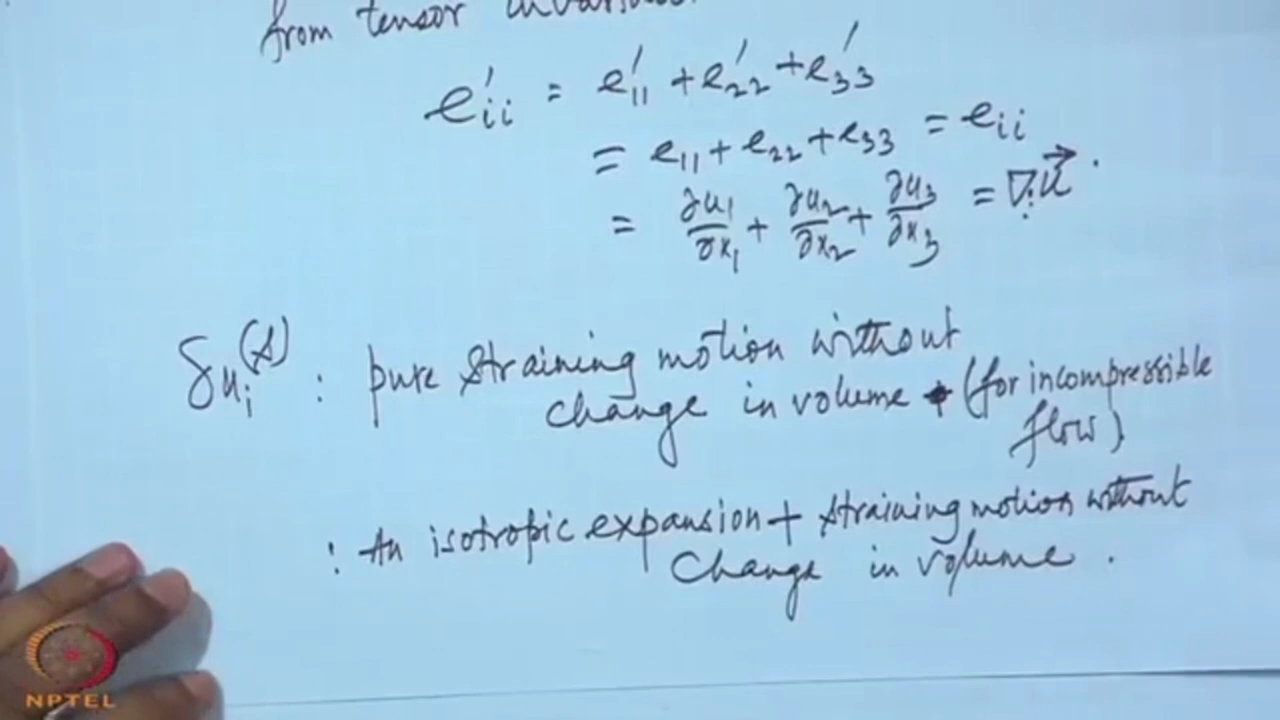 from tensor invariance.
e'ii = e'11 + e'22 + e'33
= e11 + e22 + e33 = eii
= ∂u1/∂x1 + ∂u2/∂x2 + ∂u3/∂x3 = ∇·u⃗ .
δui(s) : pure straining motion without
change in volume (for incompressible
flow)
: An isotropic expansion + straining motion without
change in volume .
NPTEL